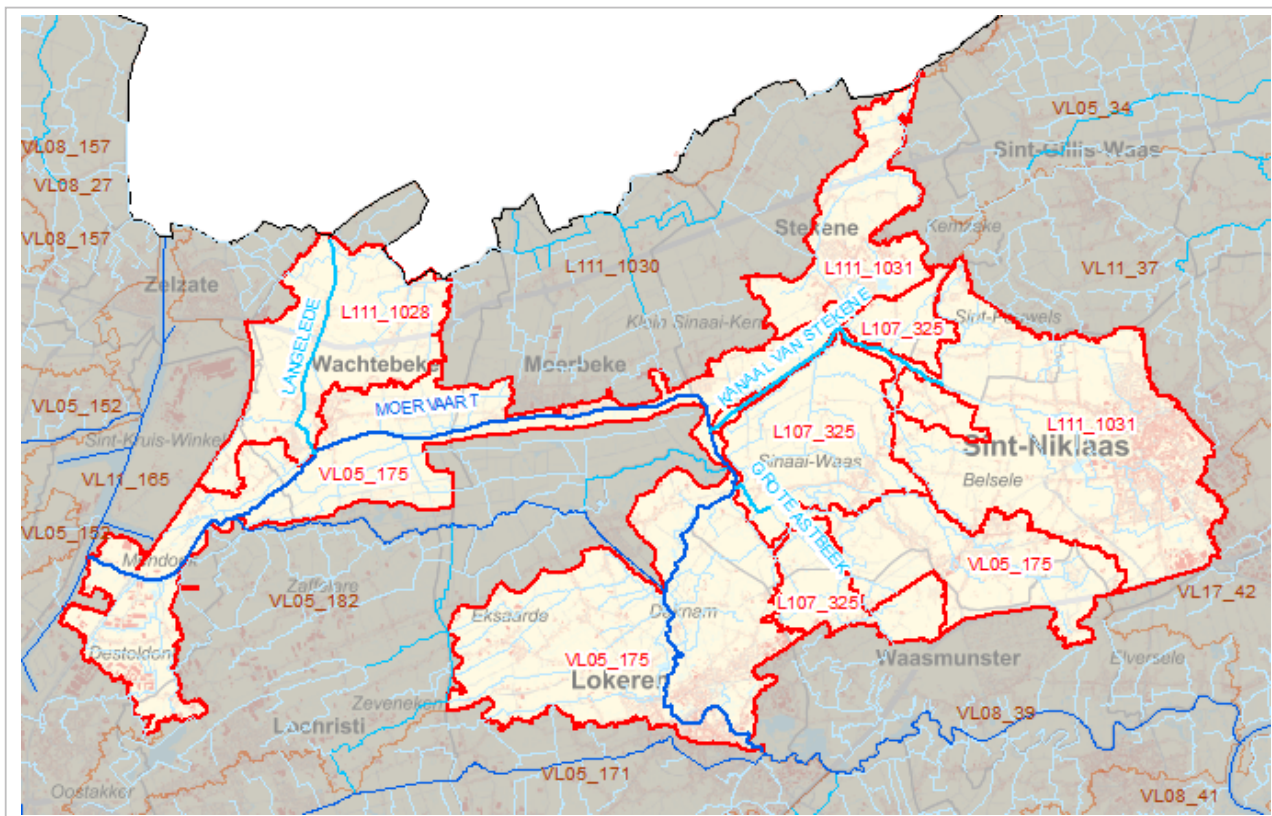 VL05_34
VL08_157
Sint-Gillis-Waas
VL08_27
Stekene
Kemzeke
VL08_157
L111_1030
L111_1031
VL11_37
Zelzate
L111_1028
Klein Sinaai-Ker
L107_325
Sint-Pauwels
LANGELEDE
Wachtebeke
Moerbeke
KANAAL VAN STEKENE
VL05_152
MOERVAART
Sint-Kruis-Winkel
L107_325
L111_1031
Sint-Niklaas
VL11_165
VL05_175
Sinaai-Waas
Belsele
GROTE ASTBEEK
VL05_152
Mendonk
Zaffelare
VL05_175
VL05_182
L107_325
VL17_42
Eksaarde
Daknam
Desteldonk
VL05_175
Waasmunster
Elversele
Lokeren
Zeveneken
Lochristi
VL08_39
VL05_171
Oostakker
VL08_41